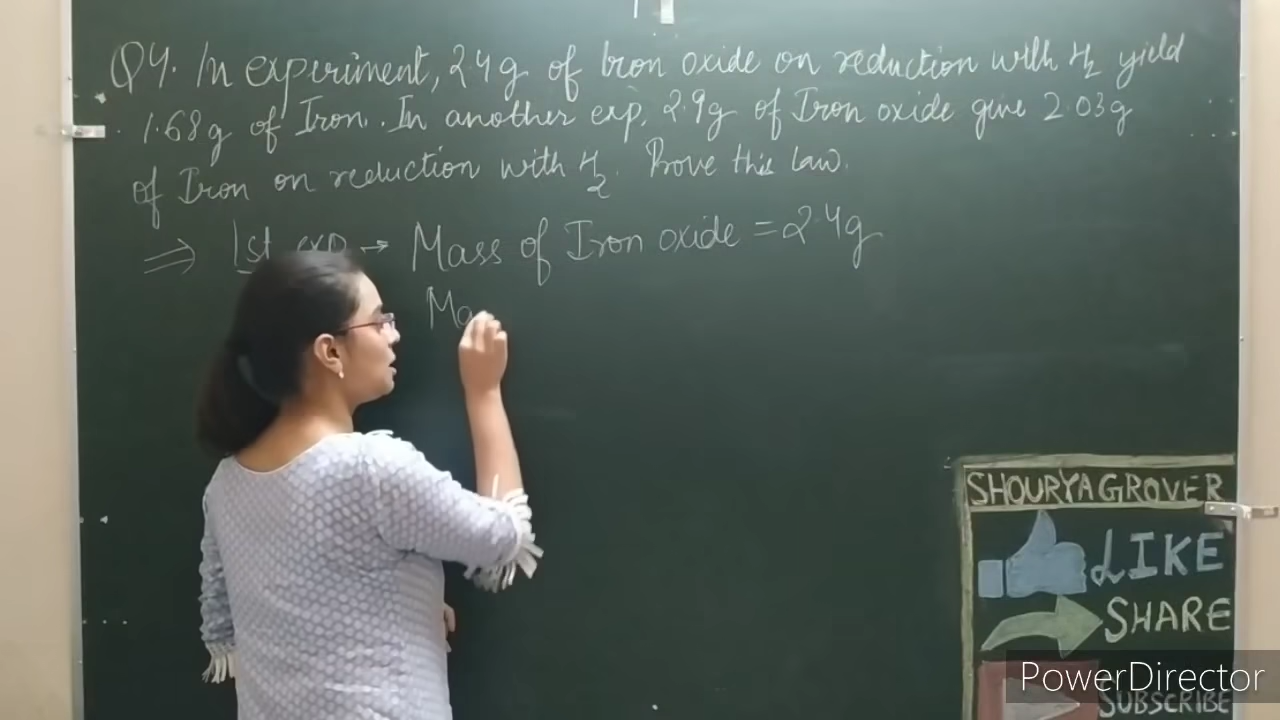 Q4. In experiment, 2.4g of Iron oxide on reduction with H₂ yield
1.68g of Iron. In another exp, 2.9g of Iron oxide give 2.03g
of Iron on reduction with H₂. Prove this law.
⇒ 1st exp → Mass of Iron oxide = 2.4g
Ma
SHOURYAGROVER
LIKE
SHARE
PowerDirector
SUBSCRIBE